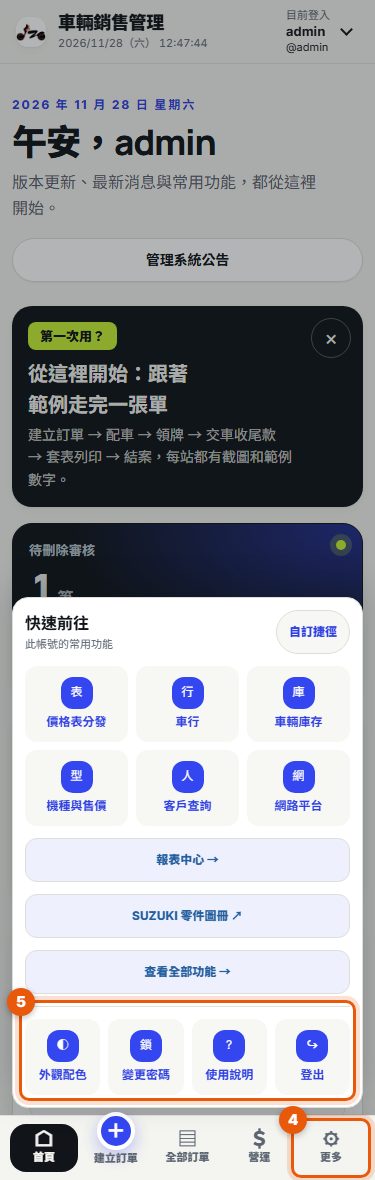 車輛銷售管理
2026/11/28（六） 12:47:44
目前登入
admin
@admin
2026 年 11 月 28 日 星期六
午安，admin
版本更新、最新消息與常用功能，都從這裡
開始。
管理系統公告
第一次用？
×
從這裡開始：跟著
範例走完一張單
建立訂單 → 配車 → 領牌 → 交車收尾款
→ 套表列印 → 結案，每站都有截圖和範例
數字。
待刪除審核
1 筆
快速前往
此帳號的常用功能
自訂捷徑
表 行 庫
價格表分發 車行 車輛庫存
型 人 網
機種與售價 客戶查詢 網路平台
報表中心 →
SUZUKI 零件圖冊 ↗
查看全部功能 →
5
鎖 ?
外觀配色 變更密碼 使用說明 登出
4
首頁 建立訂單 全部訂單 營運 更多